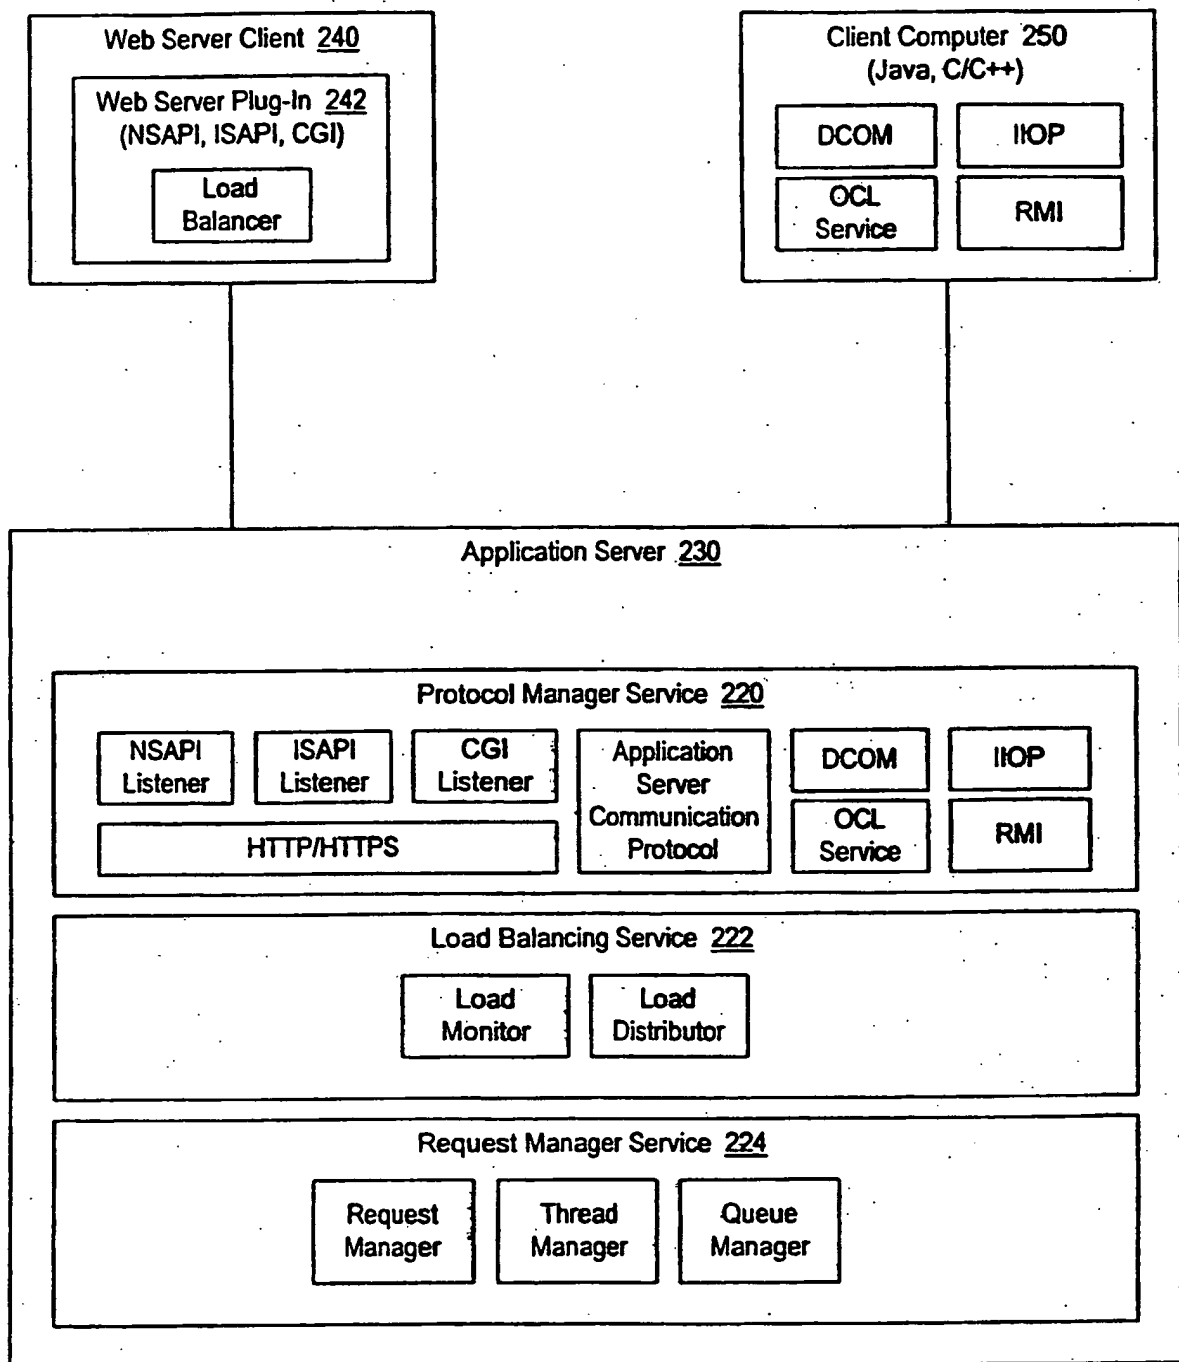 Web Server Client 240
Web Server Plug-In 242
(NSAPI, ISAPI, CGI)
Load
Balancer
Client Computer 250
(Java, C/C++)
DCOM
IIOP
OCL
Service
RMI
Application Server 230
Protocol Manager Service 220
NSAPI
Listener
ISAPI
Listener
CGI
Listener
HTTP/HTTPS
Application
Server
Communication
Protocol
DCOM
IIOP
OCL
Service
RMI
Load Balancing Service 222
Load
Monitor
Load
Distributor
Request Manager Service 224
Request
Manager
Thread
Manager
Queue
Manager